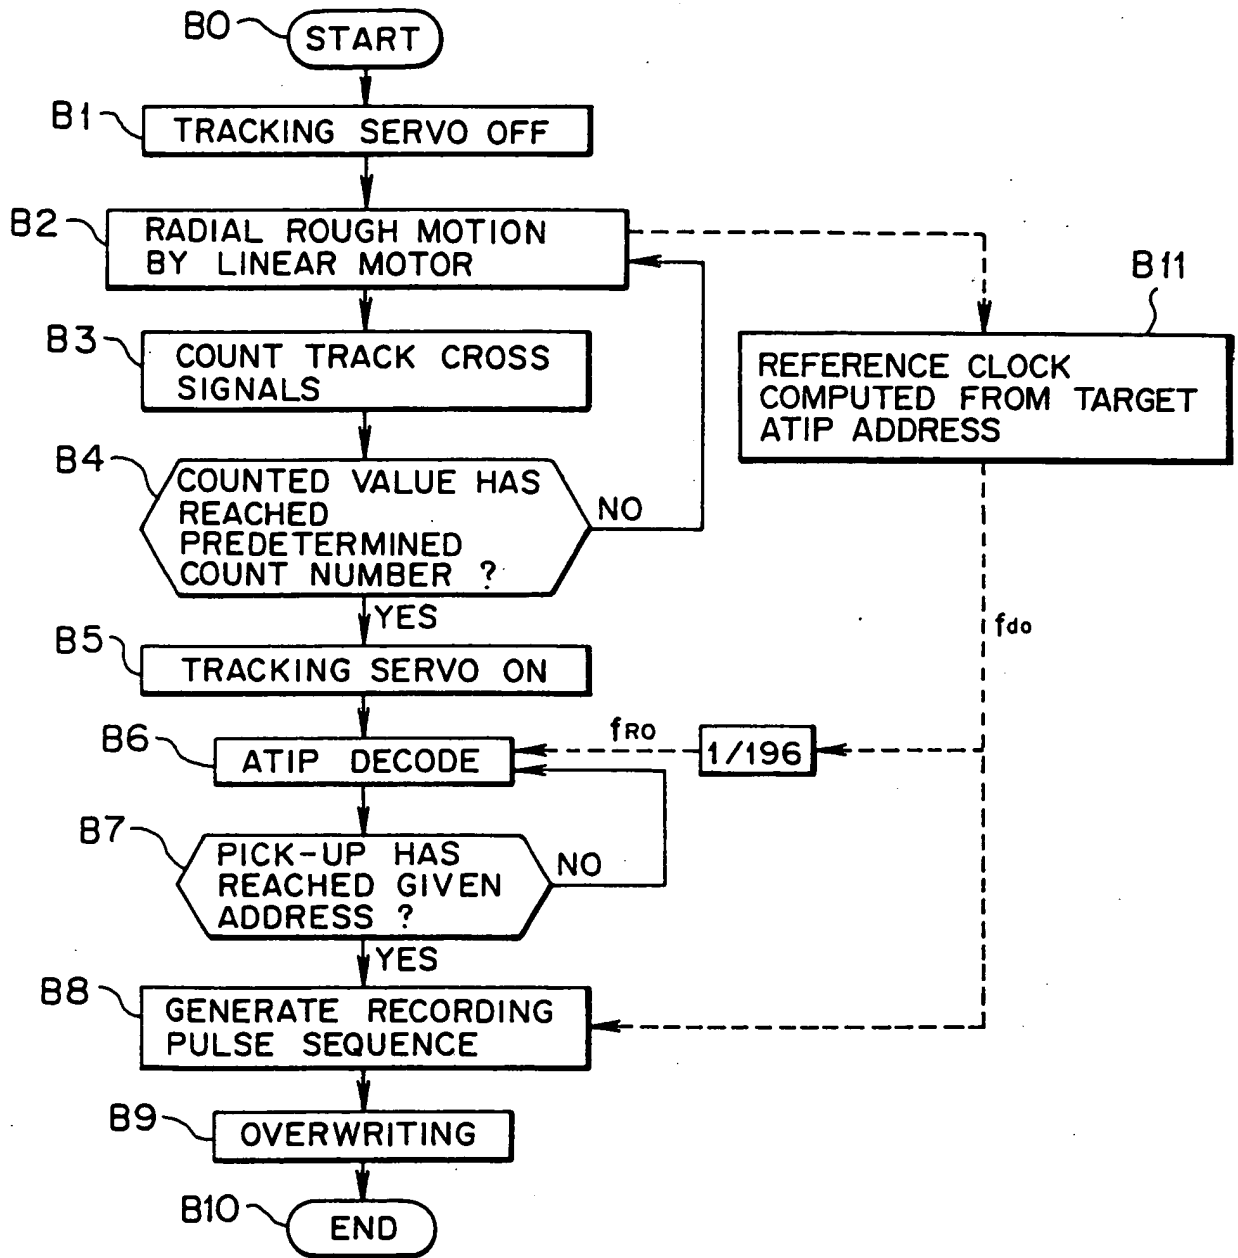 B0
START
B1
TRACKING SERVO OFF
B2
RADIAL ROUGH MOTION
BY LINEAR MOTOR
B11
REFERENCE CLOCK
COMPUTED FROM TARGET
ATIP ADDRESS
B3
COUNT TRACK CROSS
SIGNALS
B4
COUNTED VALUE HAS
REACHED
PREDETERMINED
COUNT NUMBER ?
NO
YES
fdo
B5
TRACKING SERVO ON
B6
ATIP DECODE
fRO
1/196
B7
PICK-UP HAS
REACHED GIVEN
ADDRESS ?
NO
YES
B8
GENERATE RECORDING
PULSE SEQUENCE
B9
OVERWRITING
B10
END